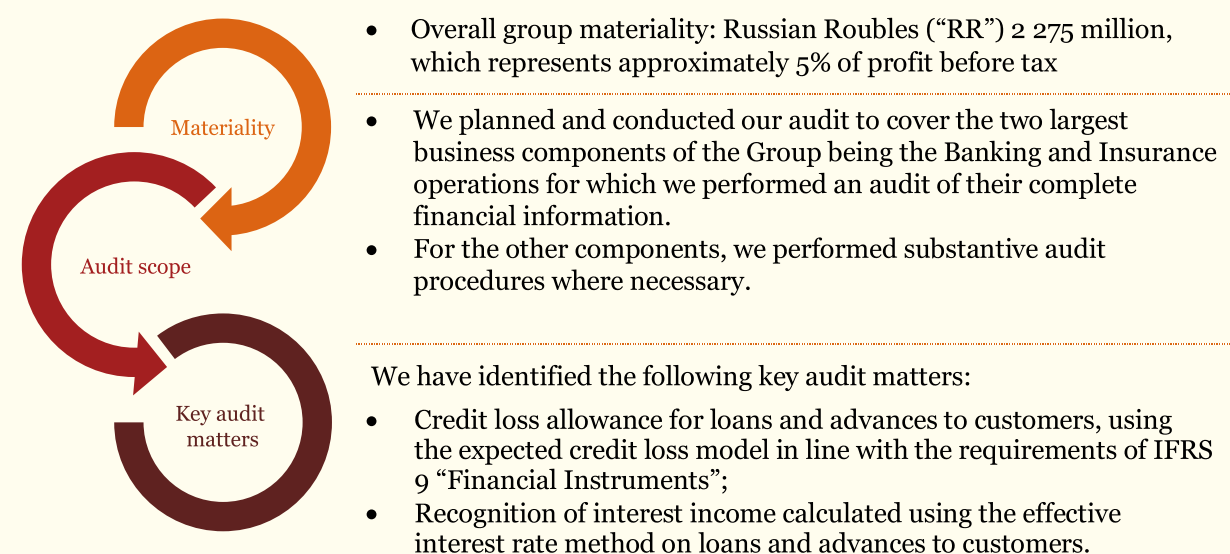 Materiality
• Overall group materiality: Russian Roubles (“RR”) 2 275 million,
which represents approximately 5% of profit before tax
Audit scope
• We planned and conducted our audit to cover the two largest
business components of the Group being the Banking and Insurance
operations for which we performed an audit of their complete
financial information.
• For the other components, we performed substantive audit
procedures where necessary.
Key audit
matters
We have identified the following key audit matters:
• Credit loss allowance for loans and advances to customers, using
the expected credit loss model in line with the requirements of IFRS
9 “Financial Instruments”;
• Recognition of interest income calculated using the effective
interest rate method on loans and advances to customers.